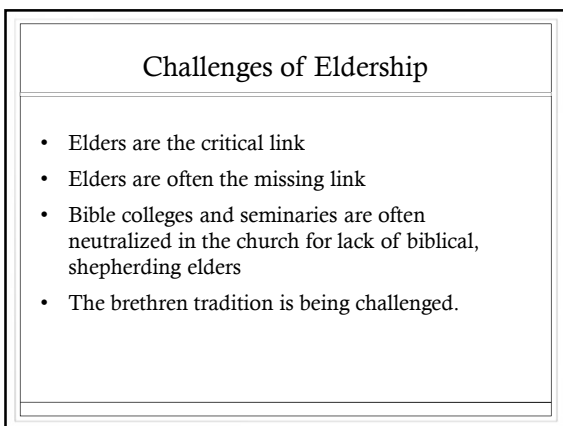 Challenges of Eldership
• Elders are the critical link
• Elders are often the missing link
• Bible colleges and seminaries are often
neutralized in the church for lack of biblical,
shepherding elders
• The brethren tradition is being challenged.